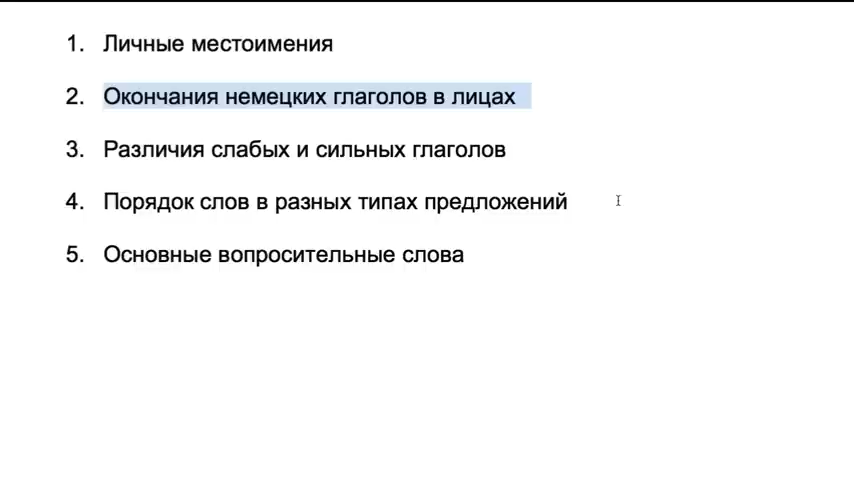 1. Личные местоимения
2. Окончания немецких глаголов в лицах
3. Различия слабых и сильных глаголов
4. Порядок слов в разных типах предложений
5. Основные вопросительные слова